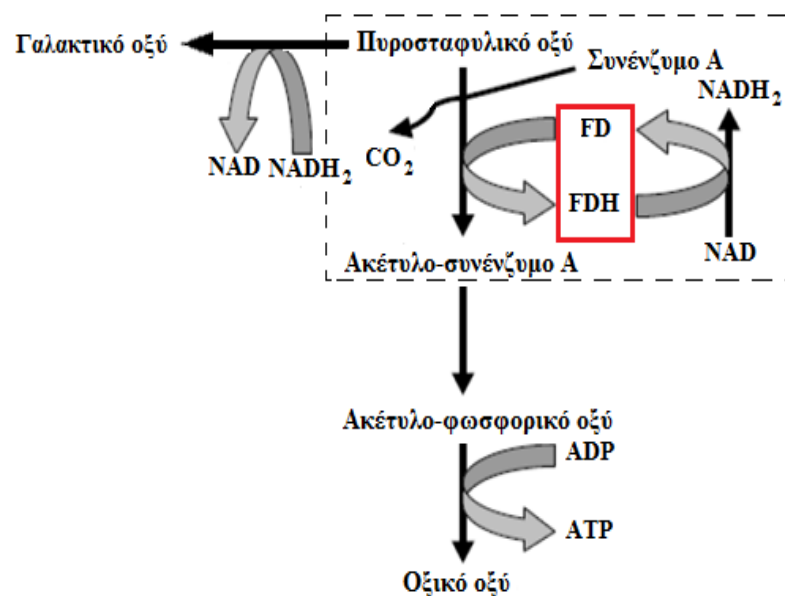 Γαλακτικό οξύ
Πυροσταφυλικό οξύ
Συνένζυμο Α
NADH₂
NAD
NADH₂
CO₂
FD
FDH
NAD
Ακέτυλο-συνένζυμο Α
Ακέτυλο-φωσφορικό οξύ
ADP
ATP
Οξικό οξύ